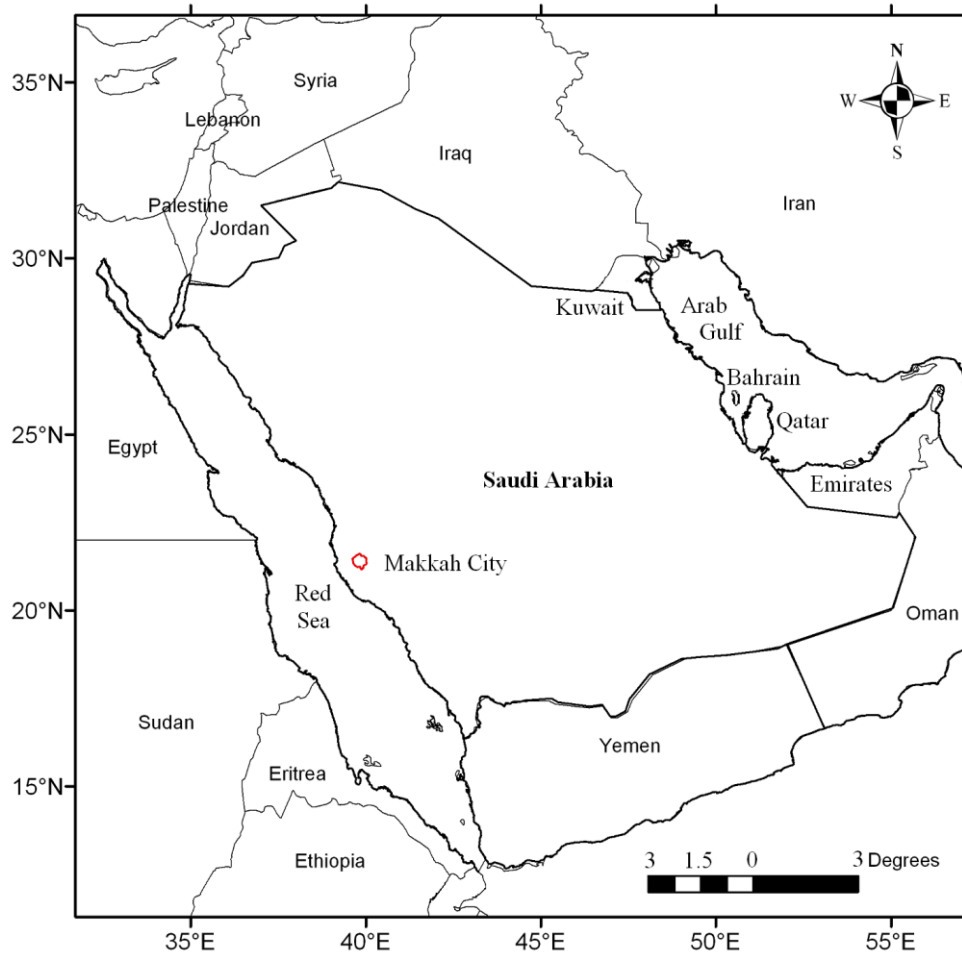 N
W E
S
35°N
30°N
25°N
20°N
15°N
Syria
Lebanon
Iraq
Iran
Palestine
Jordan
Kuwait
Arab
Gulf
Bahrain
Qatar
Egypt
Saudi Arabia
Emirates
Makkah City
Red
Sea
Oman
Sudan
Yemen
Eritrea
Ethiopia
3 1.5 0 3 Degrees
35°E 40°E 45°E 50°E 55°E